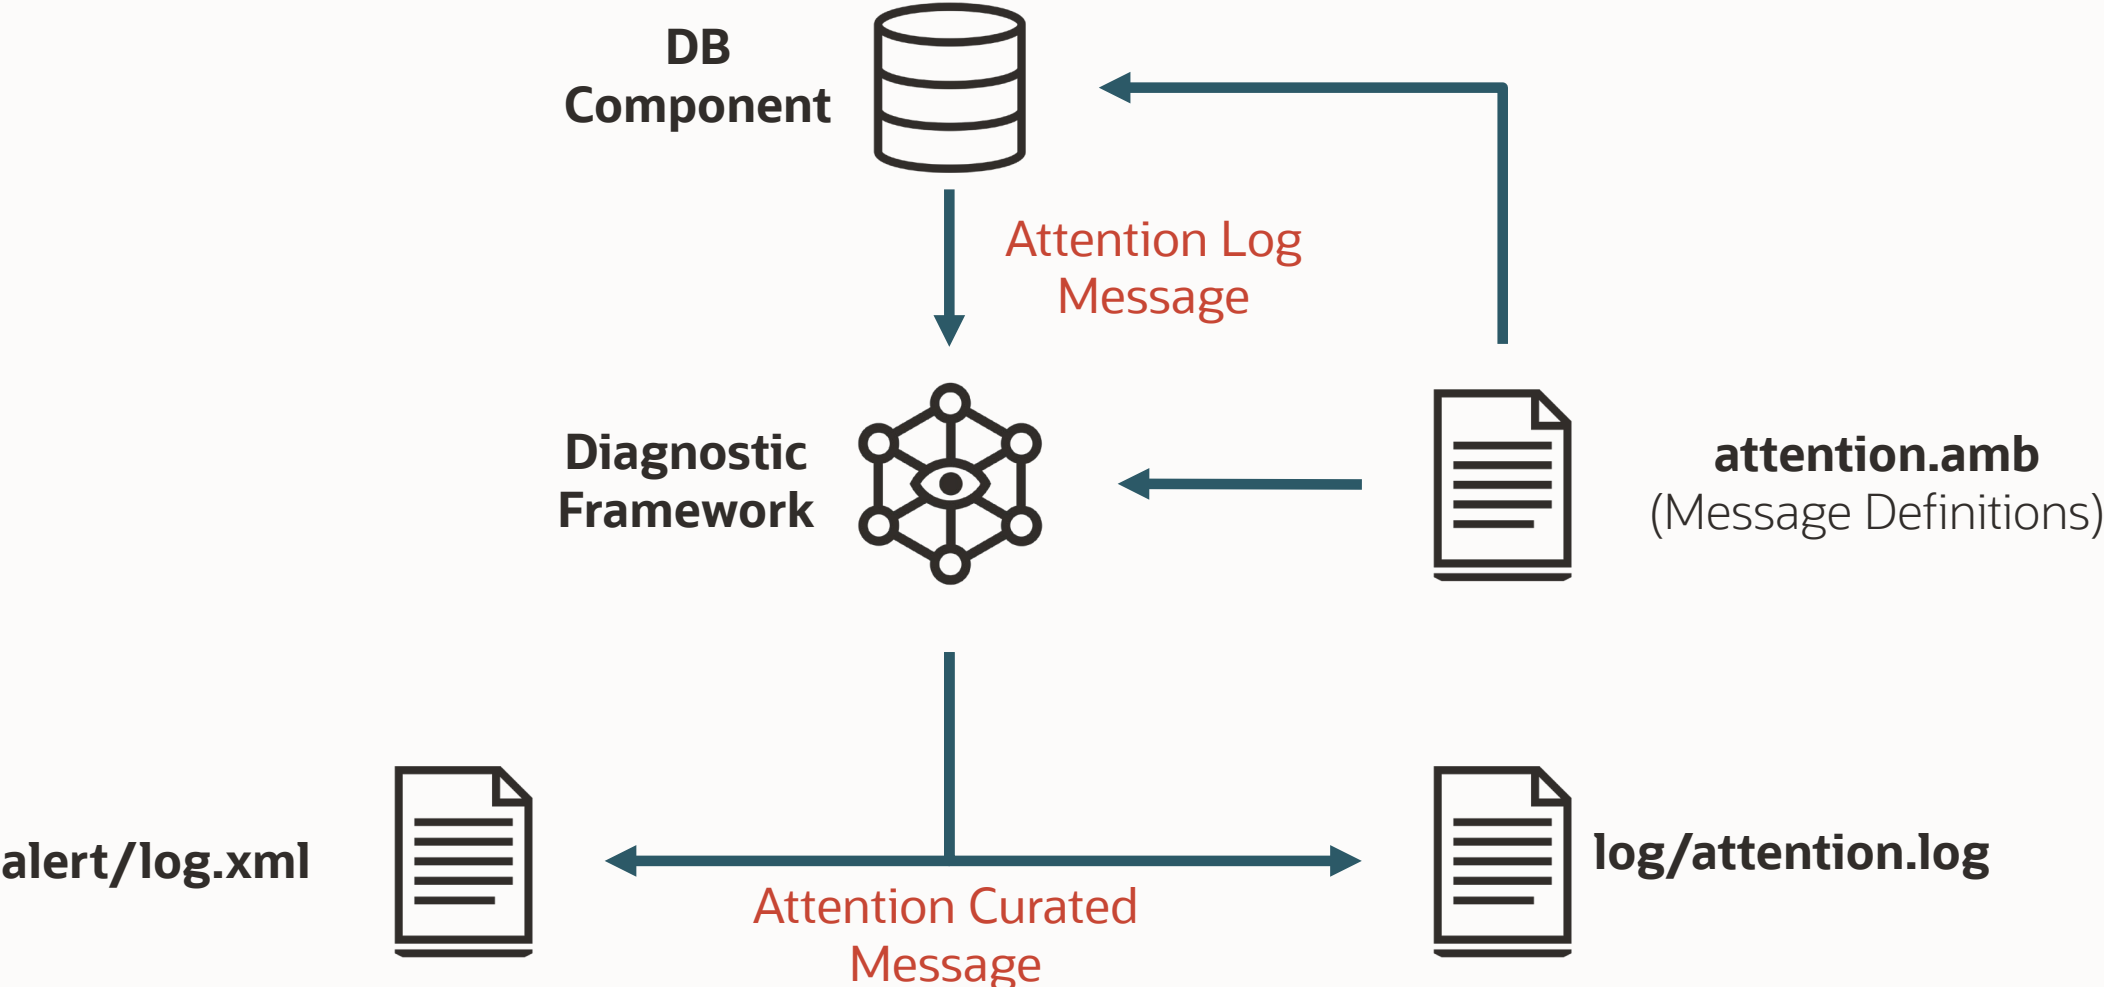 DB
Component
Attention Log
Message
Diagnostic
Framework
attention.amb
(Message Definitions)
alert/log.xml
log/attention.log
Attention Curated
Message